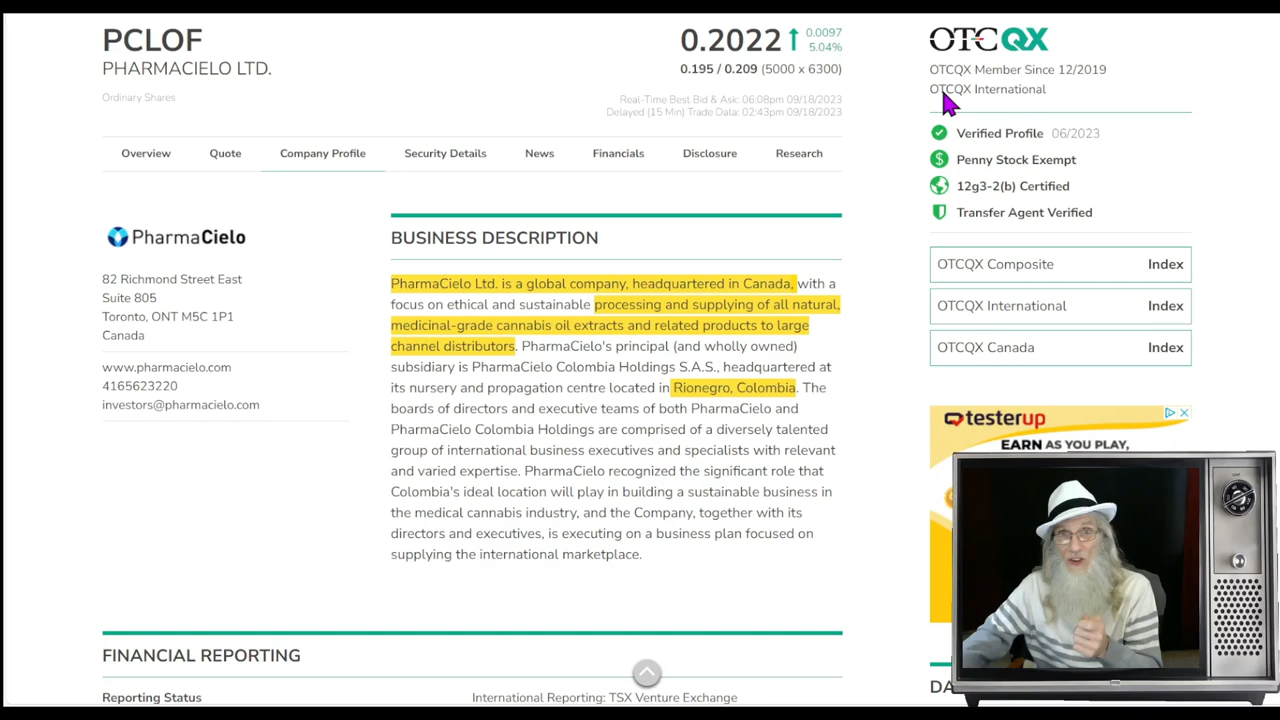 PCLOF
PHARMACIELO LTD.
Ordinary Shares
0.2022
0.0097
5.04%
0.195 / 0.209 (5000 x 6300)
Real-Time Best Bid & Ask: 06:08pm 09/18/2023
Delayed (15 Min) Trade Data: 02:43pm 09/18/2023
Overview
Quote
Company Profile
Security Details
News
Financials
Disclosure
Research
PharmaCielo
82 Richmond Street East
Suite 805
Toronto, ONT M5C 1P1
Canada
www.pharmacielo.com
4165623220
investors@pharmacielo.com
BUSINESS DESCRIPTION
PharmaCielo Ltd. is a global company, headquartered in Canada, with a
focus on ethical and sustainable processing and supplying of all natural,
medicinal-grade cannabis oil extracts and related products to large
channel distributors. PharmaCielo's principal (and wholly owned)
subsidiary is PharmaCielo Colombia Holdings S.A.S., headquartered at
its nursery and propagation centre located in Rionegro, Colombia. The
boards of directors and executive teams of both PharmaCielo and
PharmaCielo Colombia Holdings are comprised of a diversely talented
group of international business executives and specialists with relevant
and varied expertise. PharmaCielo recognized the significant role that
Colombia's ideal location will play in building a sustainable business in
the medical cannabis industry, and the Company, together with its
directors and executives, is executing on a business plan focused on
supplying the international marketplace.
FINANCIAL REPORTING
Reporting Status
International Reporting: TSX Venture Exchange
OTCQX
OTCQX Member Since 12/2019
OTCQX International
Verified Profile 06/2023
Penny Stock Exempt
12g3-2(b) Certified
Transfer Agent Verified
OTCQX Composite Index
OTCQX International Index
OTCQX Canada Index
testerup
EARN AS YOU PLAY,